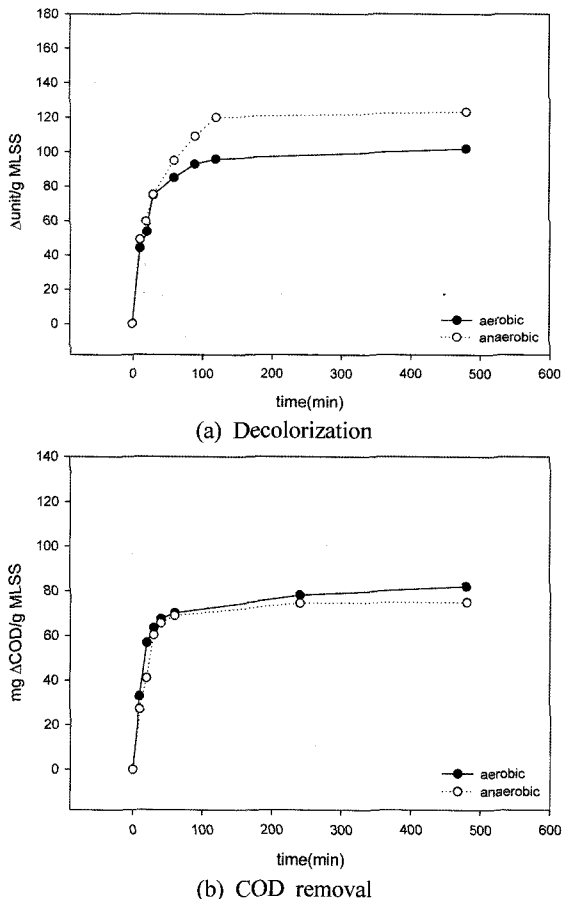 180
160
140
120
100
80
60
40
20
0
Δunit/g MLSS
aerobic
anaerobic
0 100 200 300 400 500 600
time(min)
(a) Decolorization
140
120
100
80
60
40
20
0
mg ΔCOD/g MLSS
aerobic
anaerobic
0 100 200 300 400 500 600
time(min)
(b) COD removal